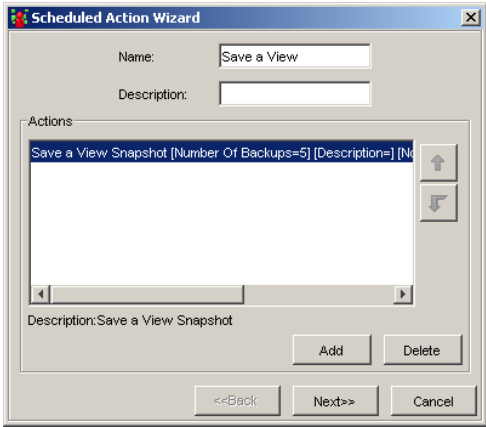 Scheduled Action Wizard
Name: Save a View
Description:
Actions
Save a View Snapshot [Number Of Backups=5] [Description=] [No
Description:Save a View Snapshot
Add Delete
<<Back Next>> Cancel